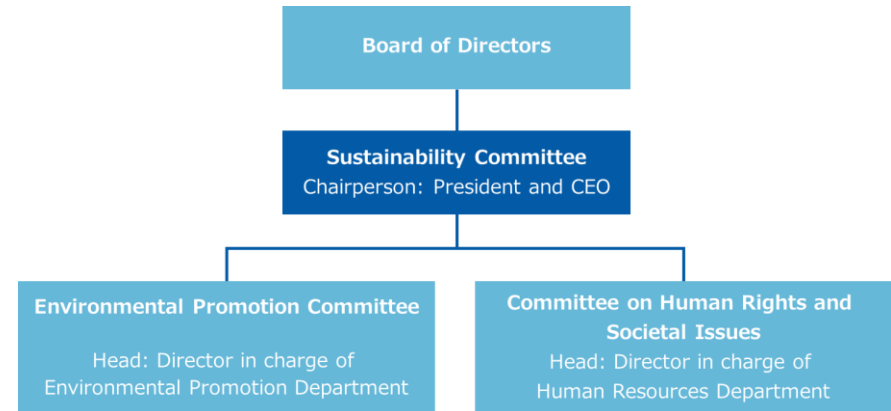 Board of Directors
Sustainability Committee
Chairperson: President and CEO
Environmental Promotion Committee
Head: Director in charge of
Environmental Promotion Department
Committee on Human Rights and
Societal Issues
Head: Director in charge of
Human Resources Department